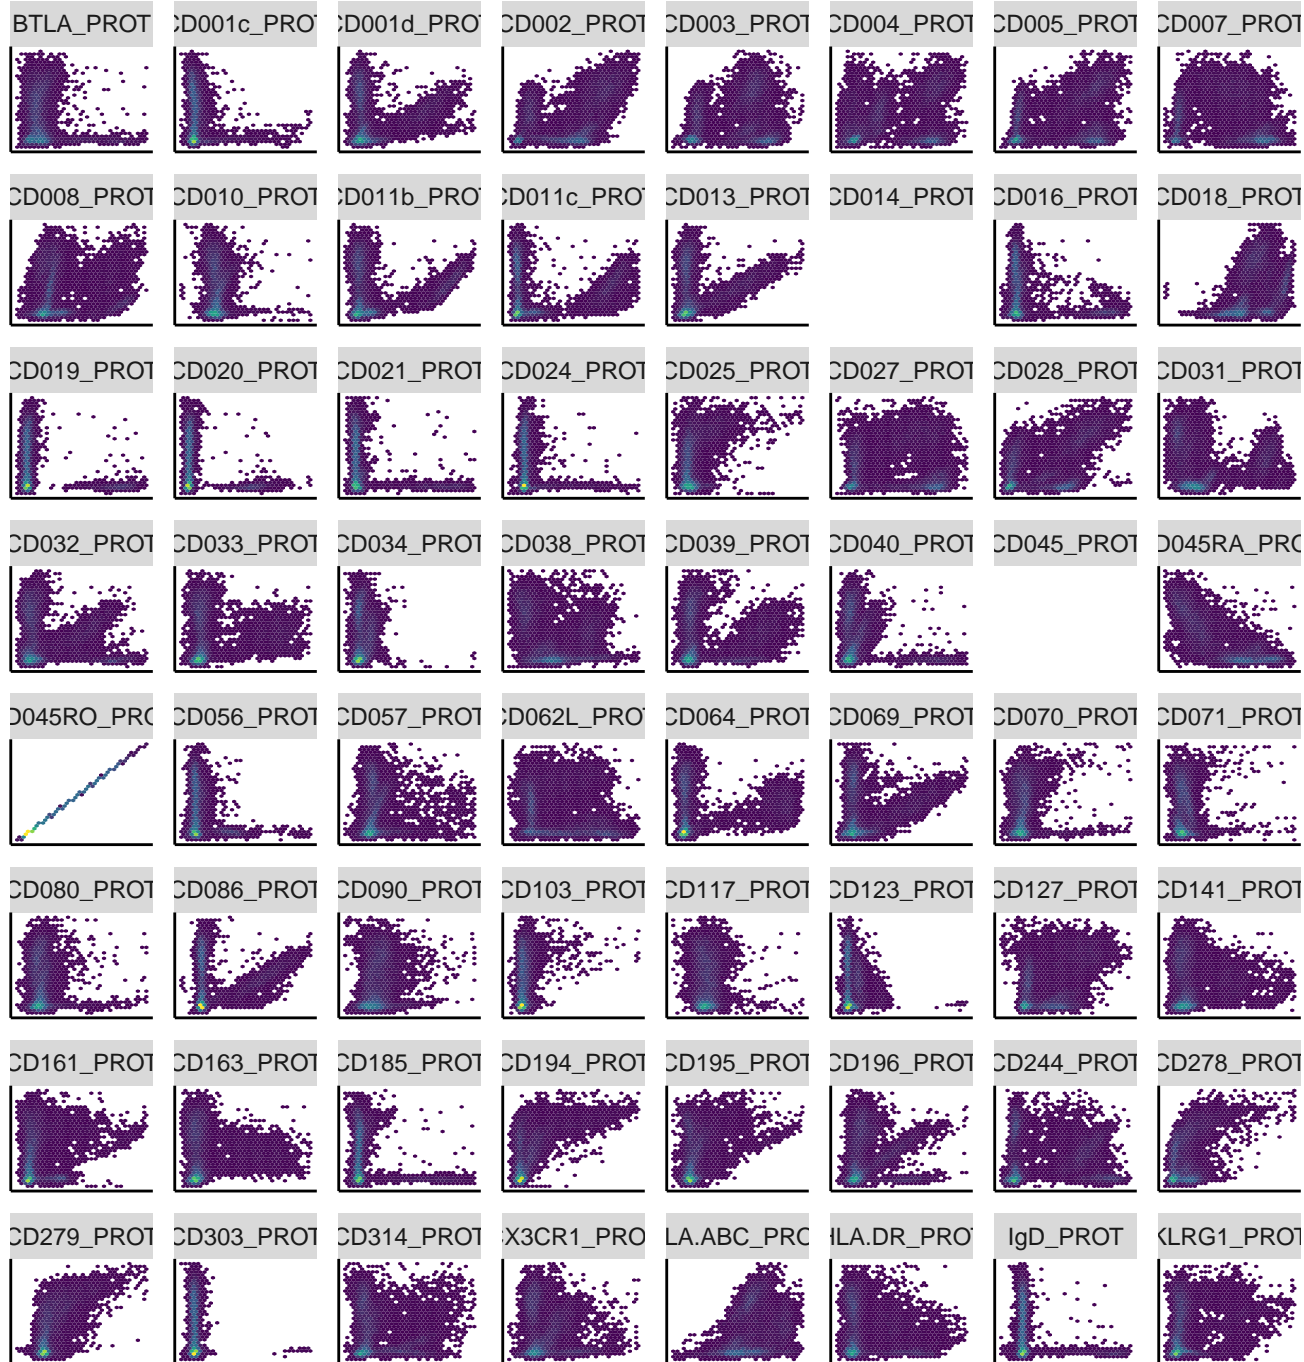 BTLA_PROT CD001c_PROT CD001d_PROT CD002_PROT CD003_PROT CD004_PROT CD005_PROT CD007_PROT
CD008_PROT CD010_PROT CD011b_PROT CD011c_PROT CD013_PROT CD014_PROT CD016_PROT CD018_PROT
CD019_PROT CD020_PROT CD021_PROT CD024_PROT CD025_PROT CD027_PROT CD028_PROT CD031_PROT
CD032_PROT CD033_PROT CD034_PROT CD038_PROT CD039_PROT CD040_PROT CD045_PROT D045RA_PRO
D045RO_PRO CD056_PROT CD057_PROT CD062L_PROT CD064_PROT CD069_PROT CD070_PROT CD071_PROT
CD080_PROT CD086_PROT CD090_PROT CD103_PROT CD117_PROT CD123_PROT CD127_PROT CD141_PROT
CD161_PROT CD163_PROT CD185_PROT CD194_PROT CD195_PROT CD196_PROT CD244_PROT CD278_PROT
CD279_PROT CD303_PROT CD314_PROT CX3CR1_PRO LA.ABC_PRO HLA.DR_PROT IgD_PROT KLRG1_PROT